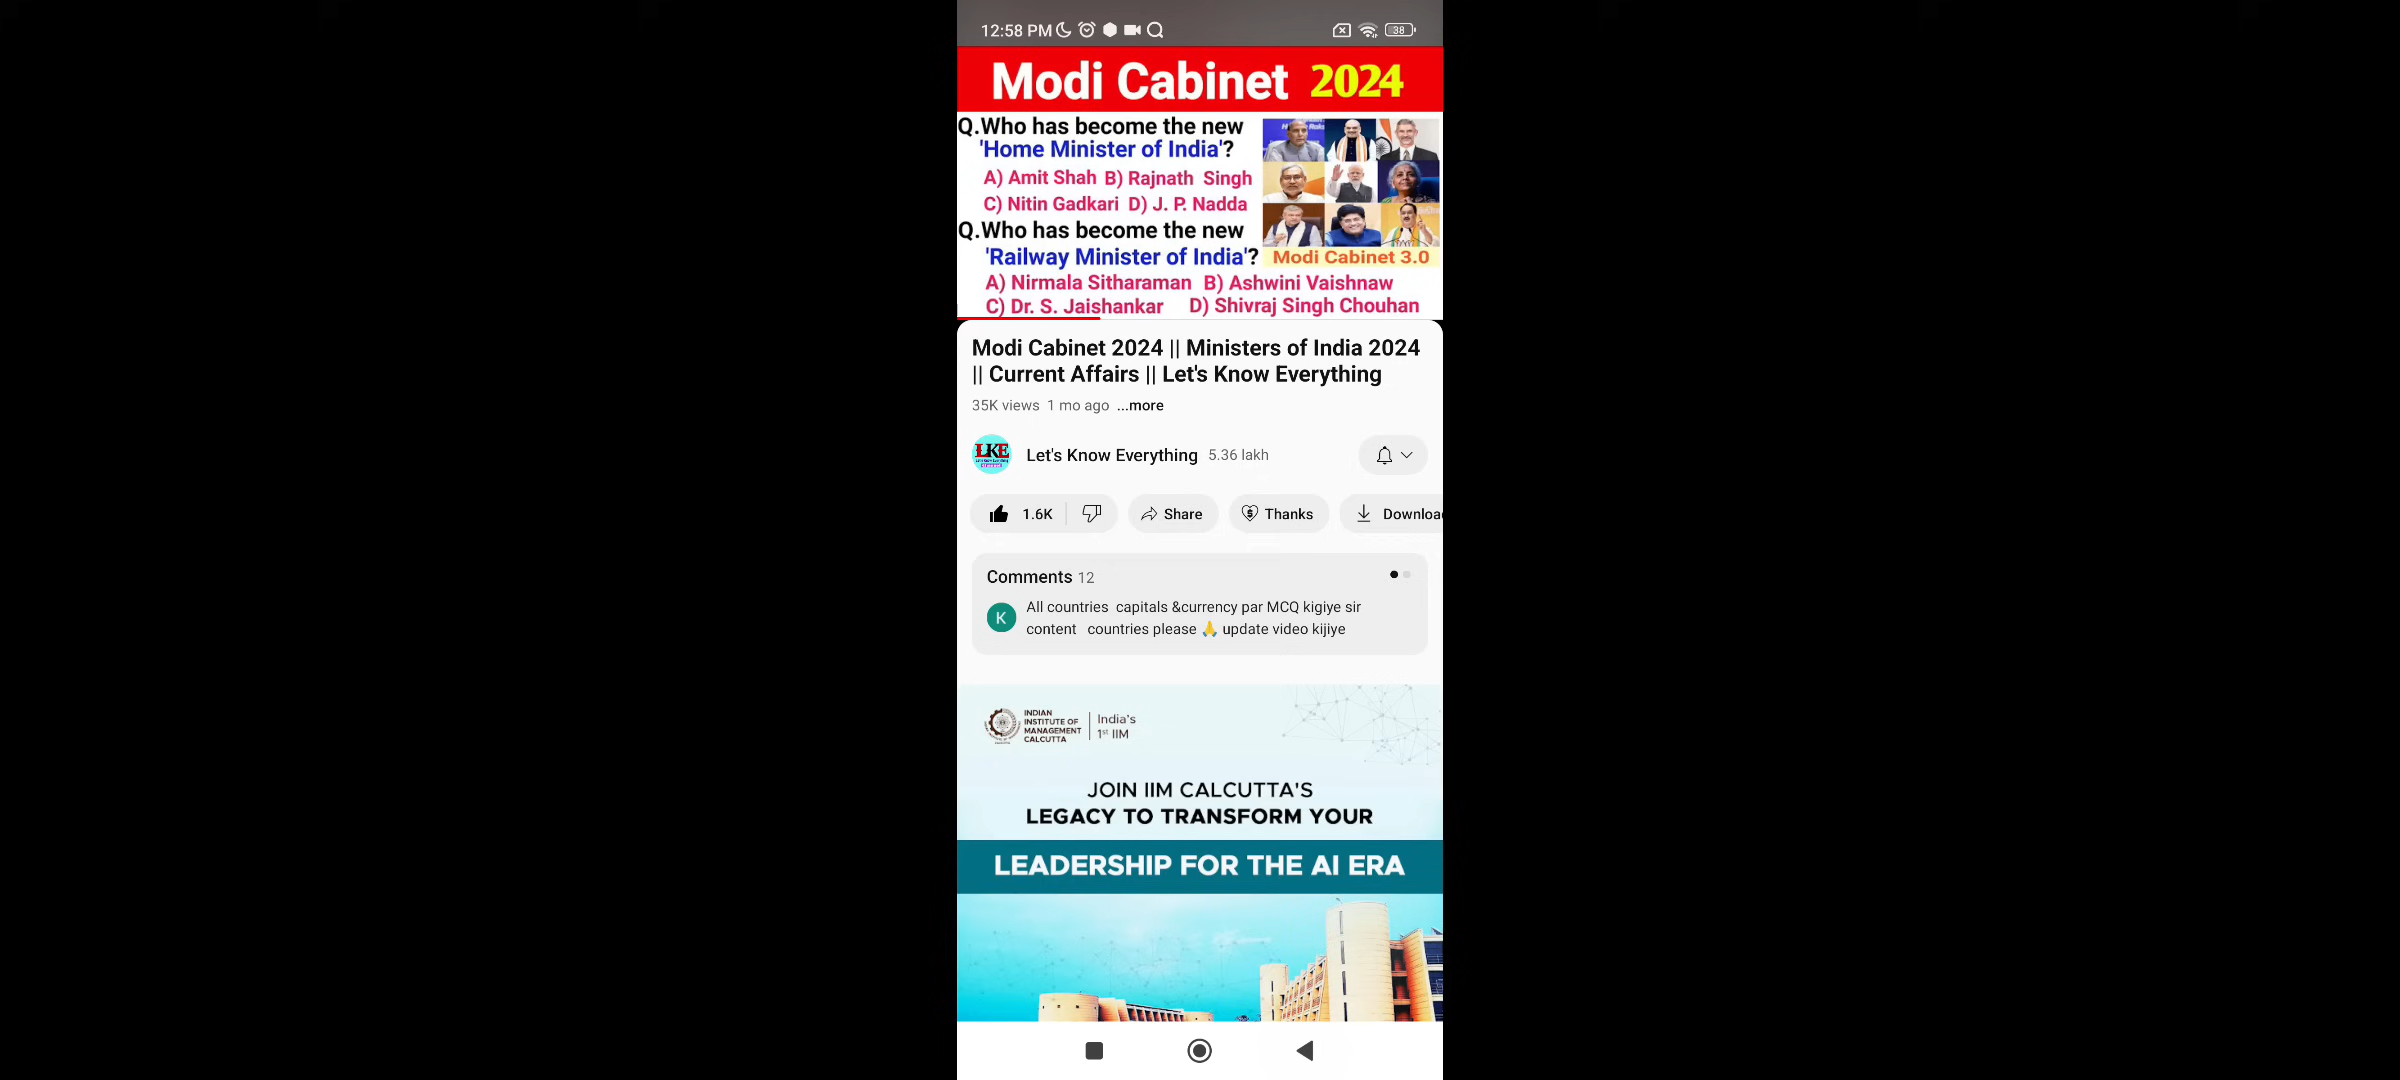 12:58 PM
38
Modi Cabinet 2024
Q.Who has become the new
'Home Minister of India'?
A) Amit Shah B) Rajnath Singh
C) Nitin Gadkari D) J. P. Nadda
Q.Who has become the new
'Railway Minister of India'?
Modi Cabinet 3.0
A) Nirmala Sitharaman B) Ashwini Vaishnaw
C) Dr. S. Jaishankar D) Shivraj Singh Chouhan
Modi Cabinet 2024 || Ministers of India 2024
|| Current Affairs || Let's Know Everything
35K views 1 mo ago ...more
LKE
Let's Know Everything 5.36 lakh
1.6K
Share
Thanks
Downloa
Comments 12
K
All countries capitals &currency par MCQ kigiye sir
content countries please 🙏 update video kijiye
INDIAN
INSTITUTE OF
MANAGEMENT
CALCUTTA
India's
1st IIM
JOIN IIM CALCUTTA'S
LEGACY TO TRANSFORM YOUR
LEADERSHIP FOR THE AI ERA